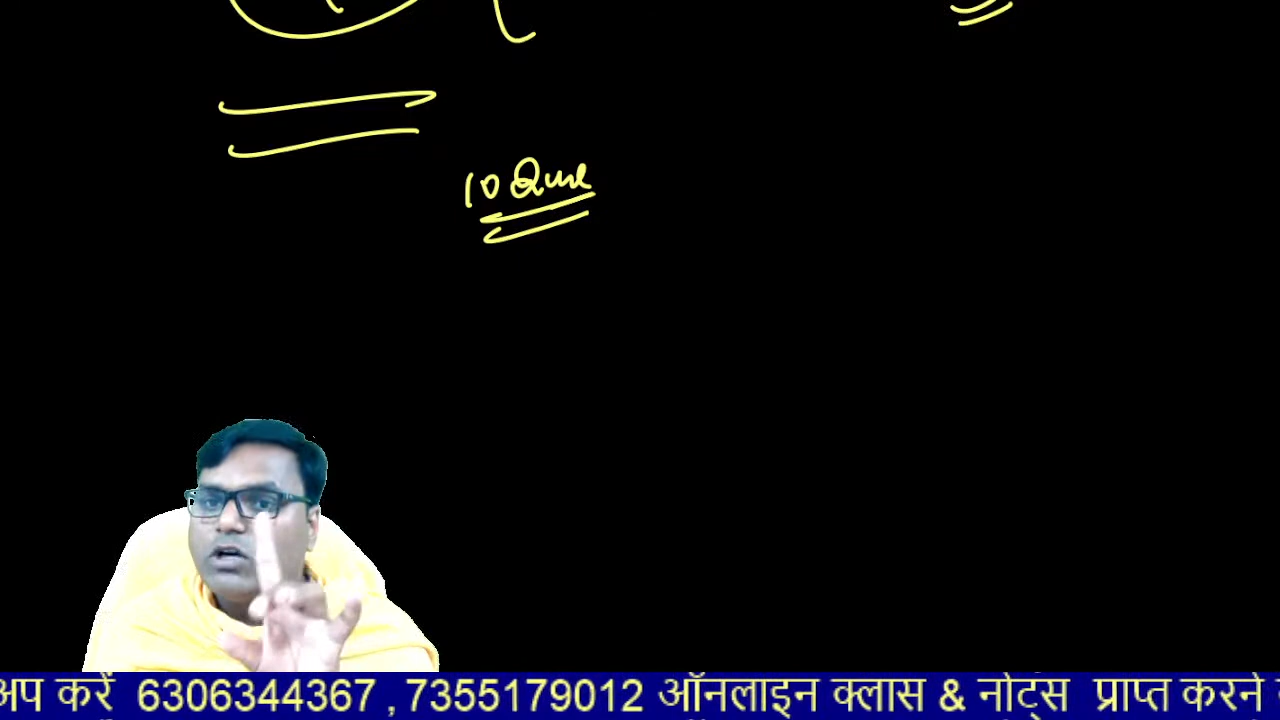 10 Que
अप करें 6306344367 ,7355179012 ऑनलाइन क्लास & नोट्स प्राप्त करने